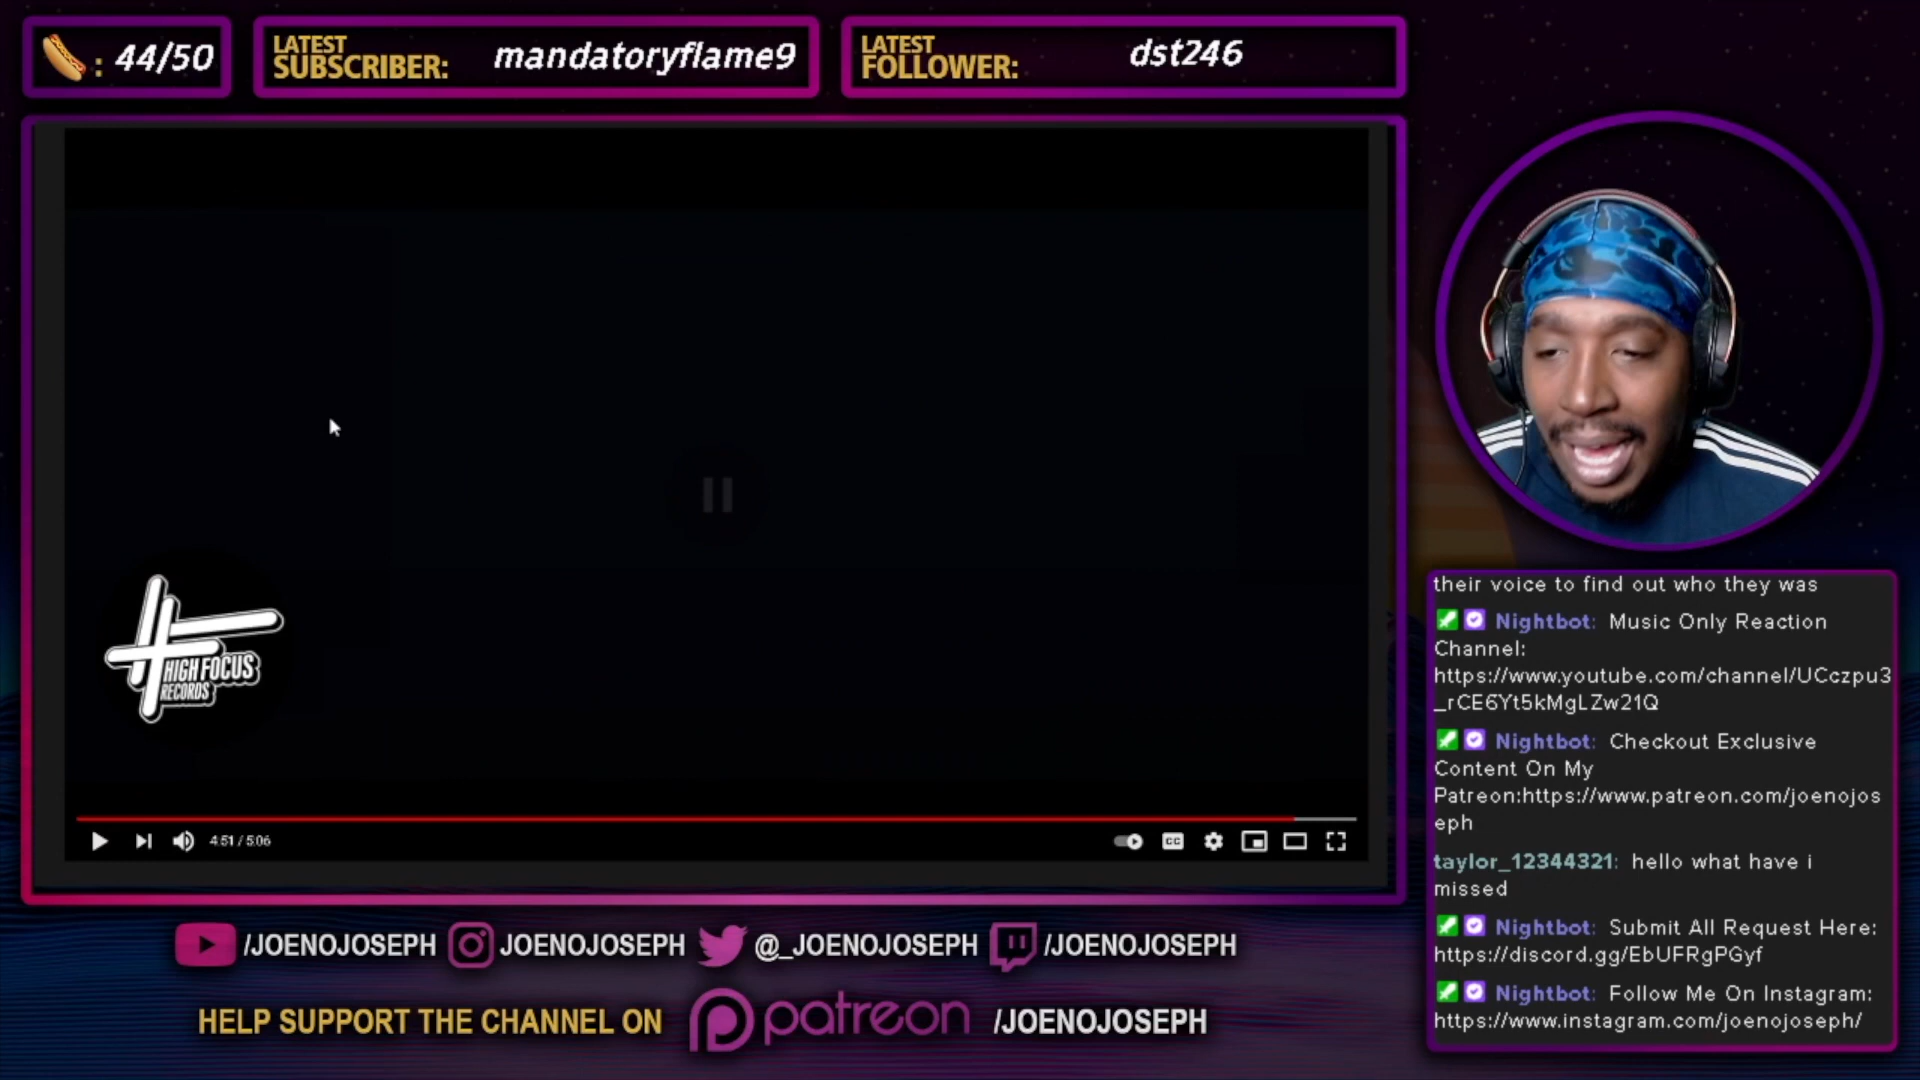 : 44/50
LATEST SUBSCRIBER: mandatoryflame9
LATEST FOLLOWER: dst246
HIGH FOCUS
RECORDS
4:51 / 5:06
CC
their voice to find out who they was
Nightbot: Music Only Reaction
Channel:
https://www.youtube.com/channel/UCczpu3
_rCE6Yt5kMgLZw21Q
Nightbot: Checkout Exclusive
Content On My
Patreon:https://www.patreon.com/joenojos
eph
taylor_12344321: hello what have i
missed
Nightbot: Submit All Request Here:
https://discord.gg/EbUFRgPGyf
Nightbot: Follow Me On Instagram:
https://www.instagram.com/joenojoseph/
/JOENOJOSEPH JOENOJOSEPH @_JOENOJOSEPH /JOENOJOSEPH
HELP SUPPORT THE CHANNEL ON patreon /JOENOJOSEPH